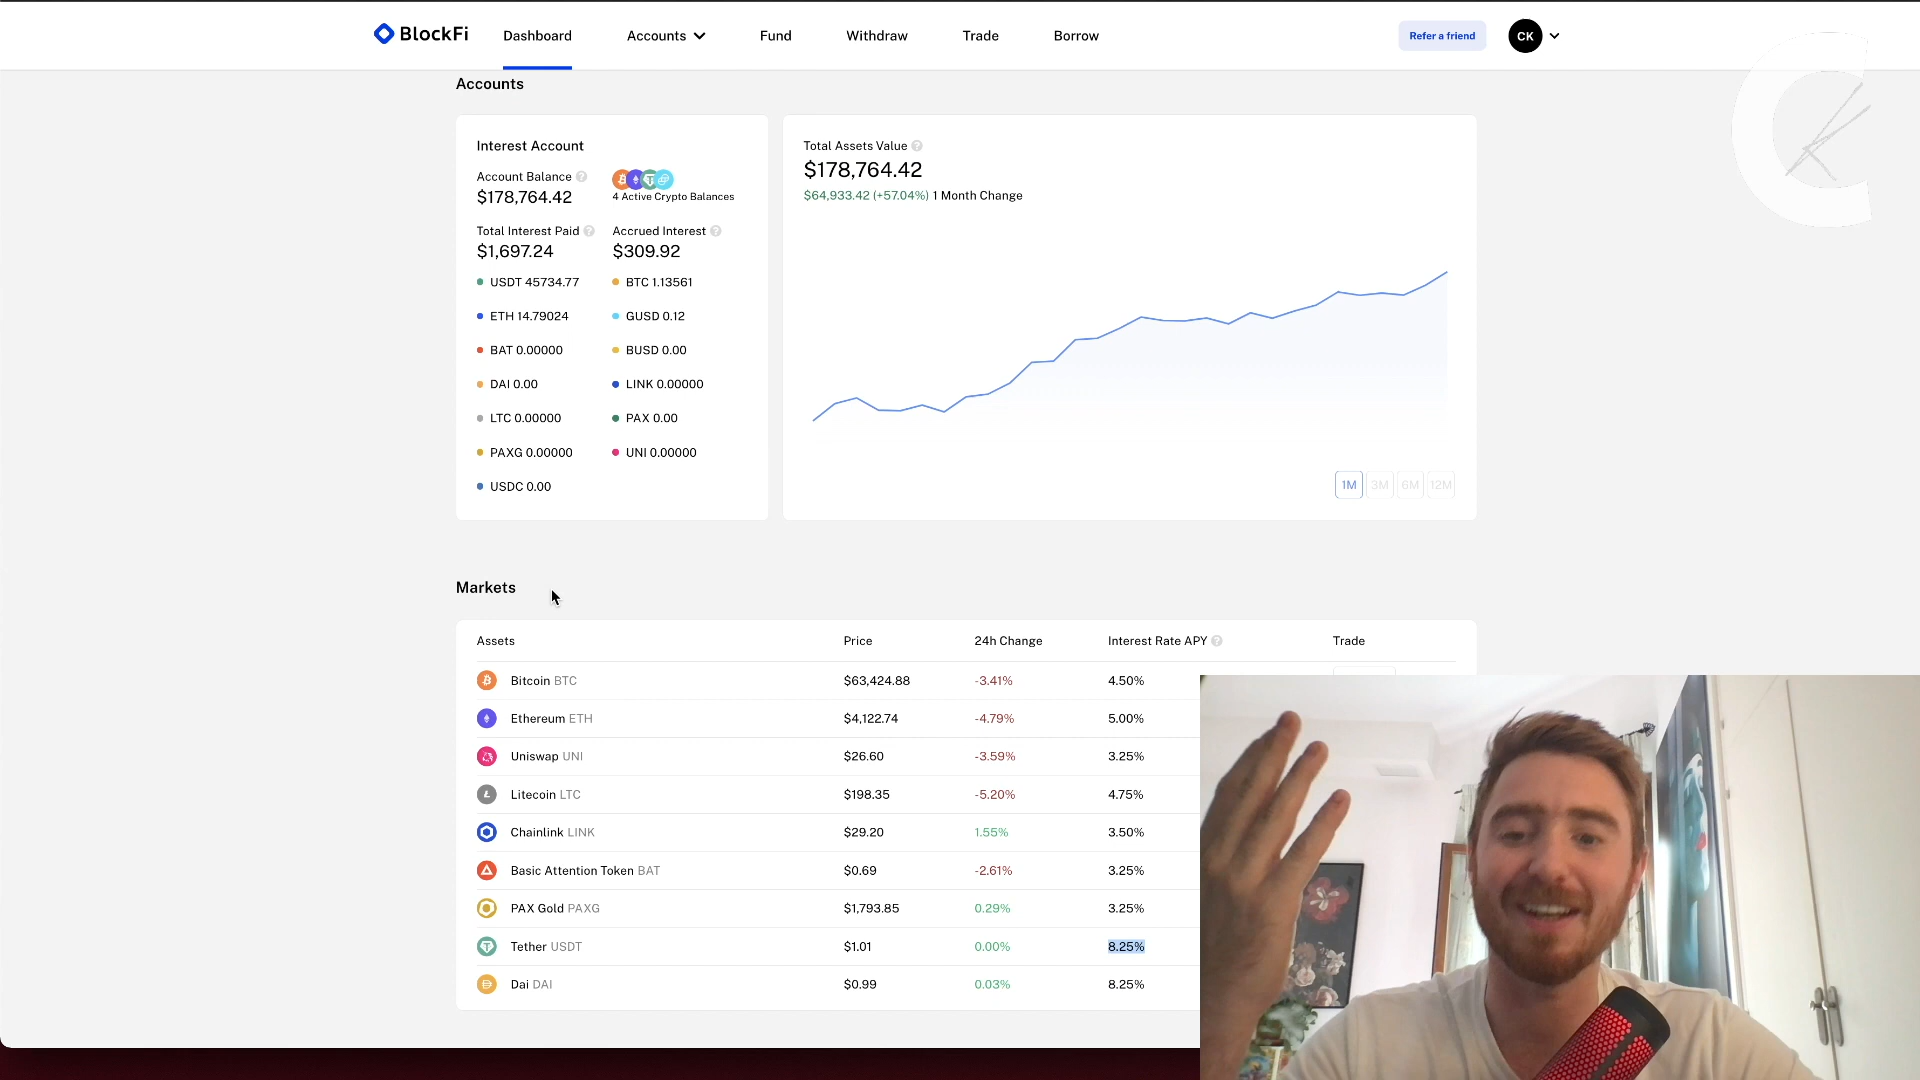 BlockFi
Dashboard
Accounts
Fund
Withdraw
Trade
Borrow
Refer a friend
CK
Accounts
Interest Account
Account Balance ?
$178,764.42
4 Active Crypto Balances
Total Interest Paid ?
$1,697.24
Accrued Interest ?
$309.92
USDT 45734.77
BTC 1.13561
ETH 14.79024
GUSD 0.12
BAT 0.00000
BUSD 0.00
DAI 0.00
LINK 0.00000
LTC 0.00000
PAX 0.00
PAXG 0.00000
UNI 0.00000
USDC 0.00
Total Assets Value ?
$178,764.42
$64,933.42 (+57.04%) 1 Month Change
1M 3M 6M 12M
Markets
Assets Price 24h Change Interest Rate APY ? Trade
Bitcoin BTC $63,424.88 -3.41% 4.50%
Ethereum ETH $4,122.74 -4.79% 5.00%
Uniswap UNI $26.60 -3.59% 3.25%
Litecoin LTC $198.35 -5.20% 4.75%
Chainlink LINK $29.20 1.55% 3.50%
Basic Attention Token BAT $0.69 -2.61% 3.25%
PAX Gold PAXG $1,793.85 0.29% 3.25%
Tether USDT $1.01 0.00% 8.25%
Dai DAI $0.99 0.03% 8.25%